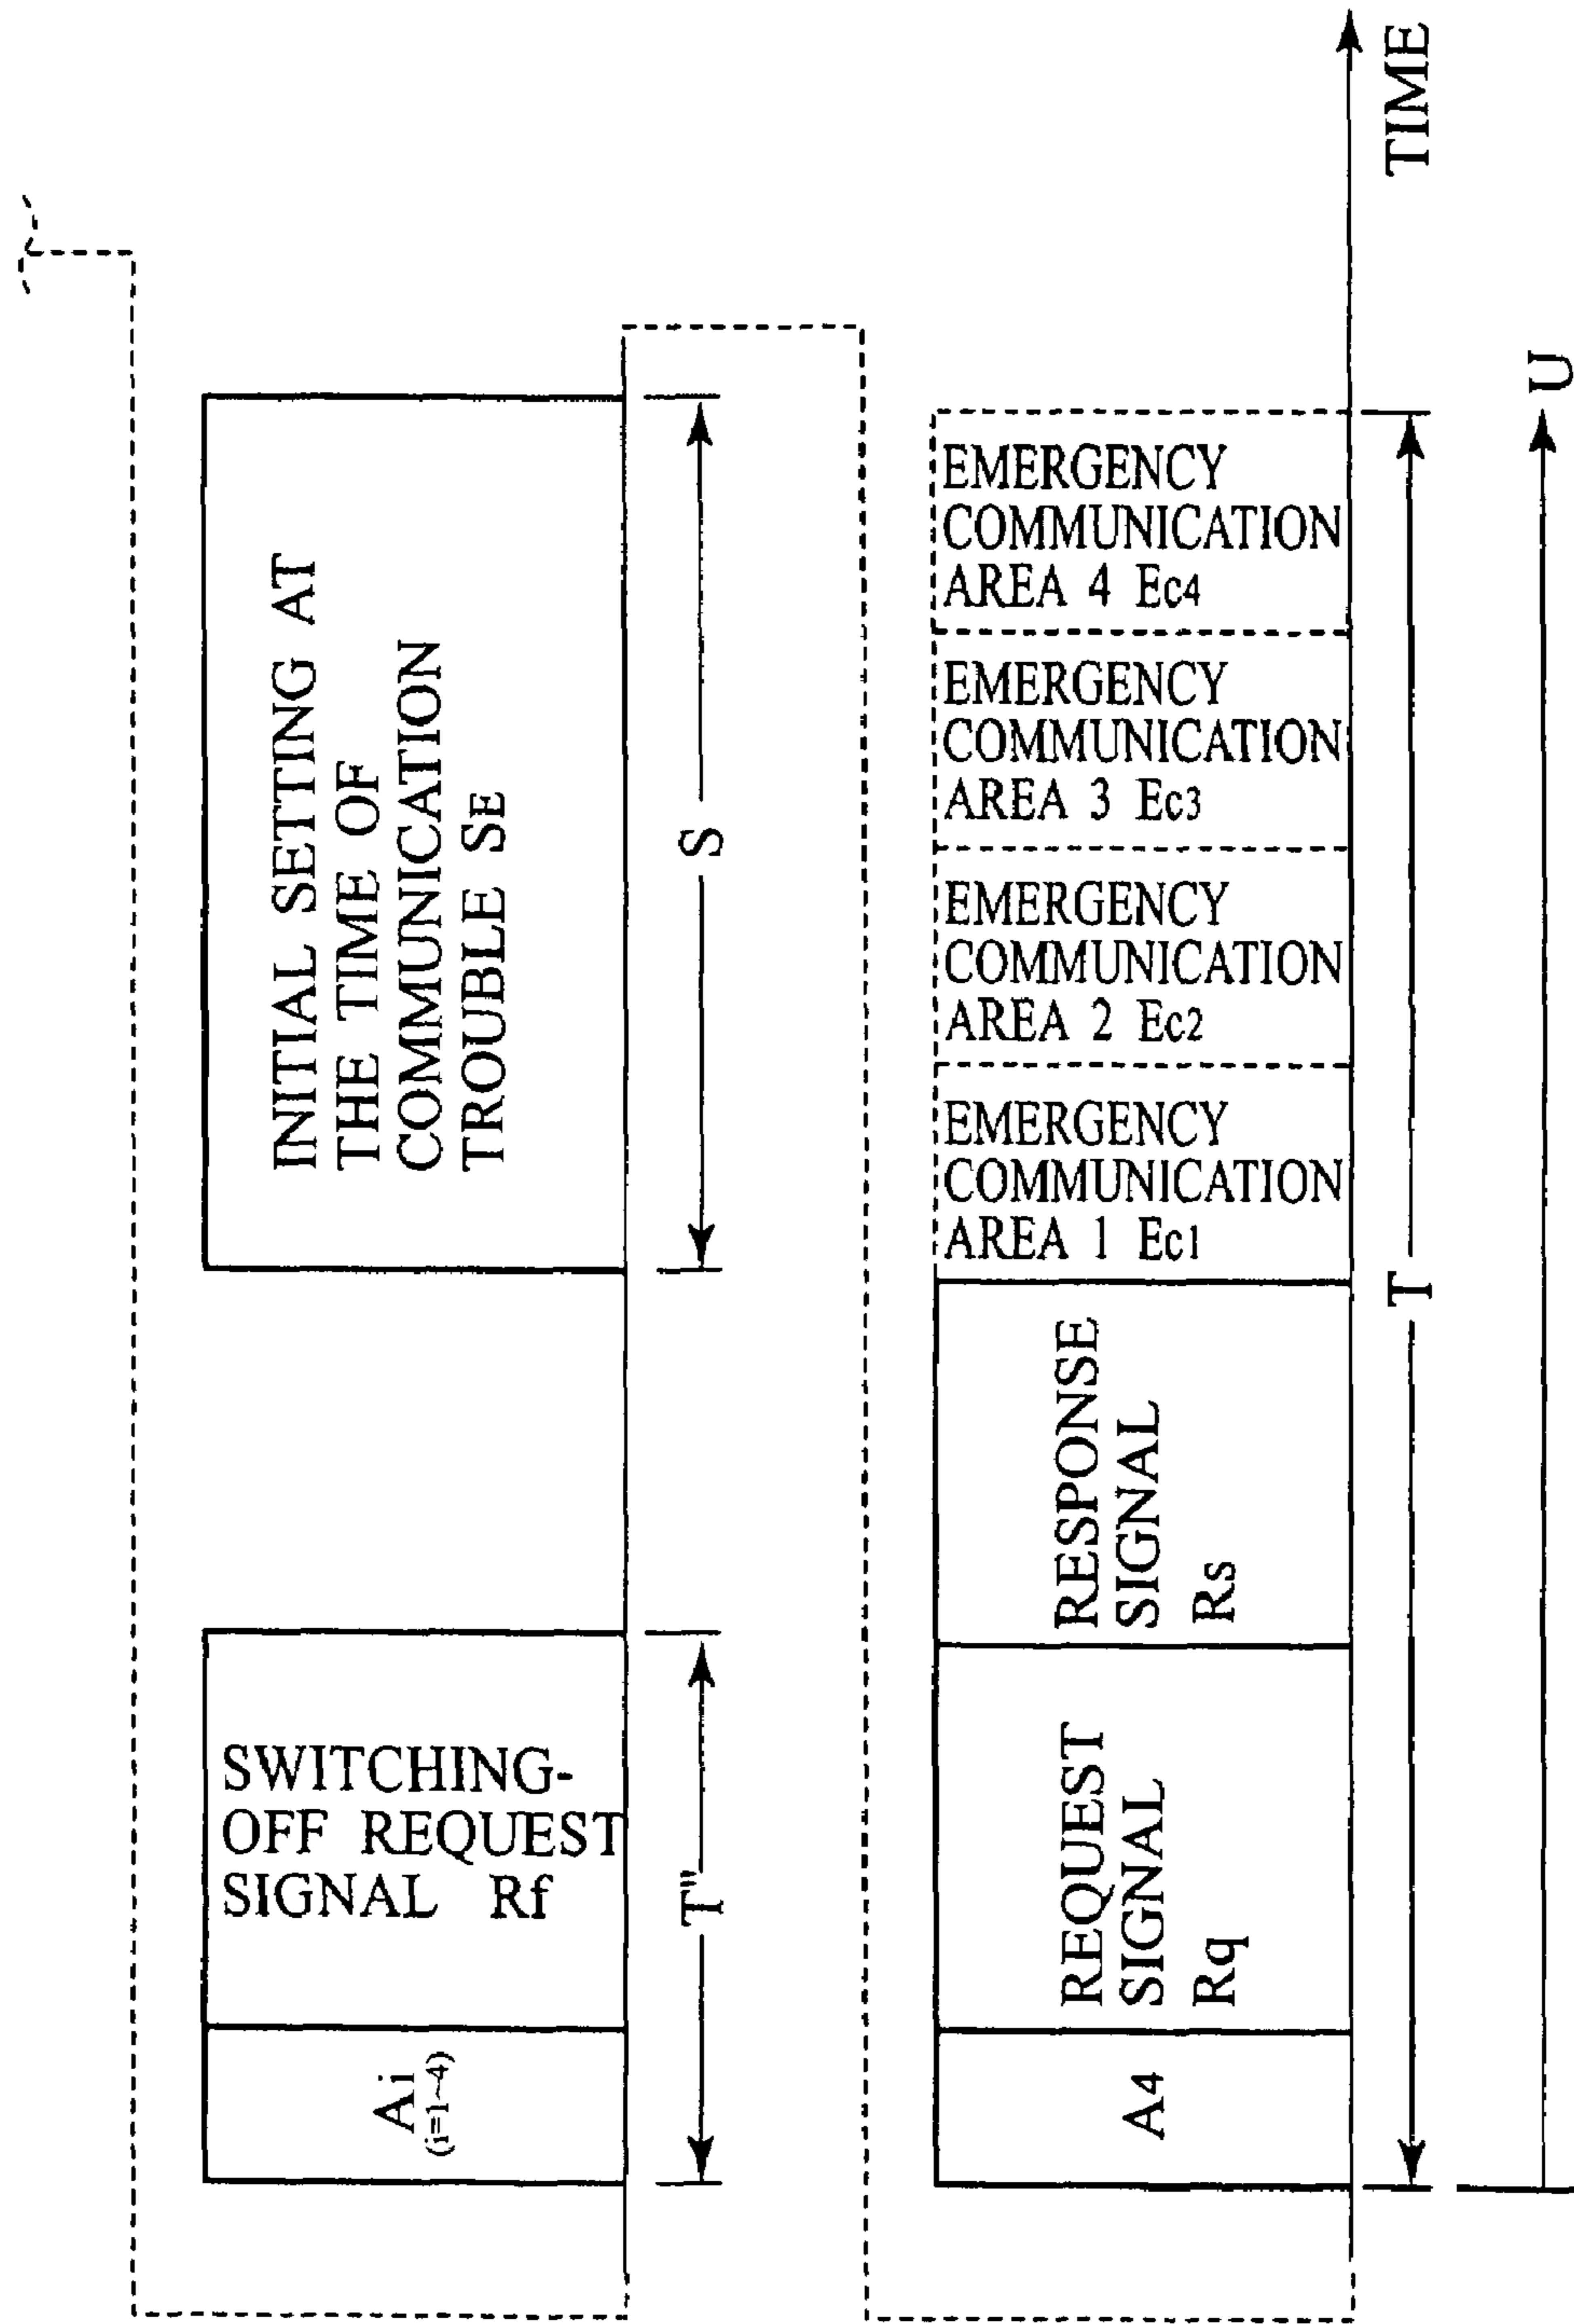 Ai
(i=1~4)
SWITCHING-
OFF REQUEST
SIGNAL Rf
INITIAL SETTING AT
THE TIME OF
COMMUNICATION
TROUBLE SE
T"
S
A4
REQUEST
SIGNAL
Rq
RESPONSE
SIGNAL
Rs
EMERGENCY
COMMUNICATION
AREA 1 Ec1
EMERGENCY
COMMUNICATION
AREA 2 Ec2
EMERGENCY
COMMUNICATION
AREA 3 Ec3
EMERGENCY
COMMUNICATION
AREA 4 Ec4
TIME
T
U